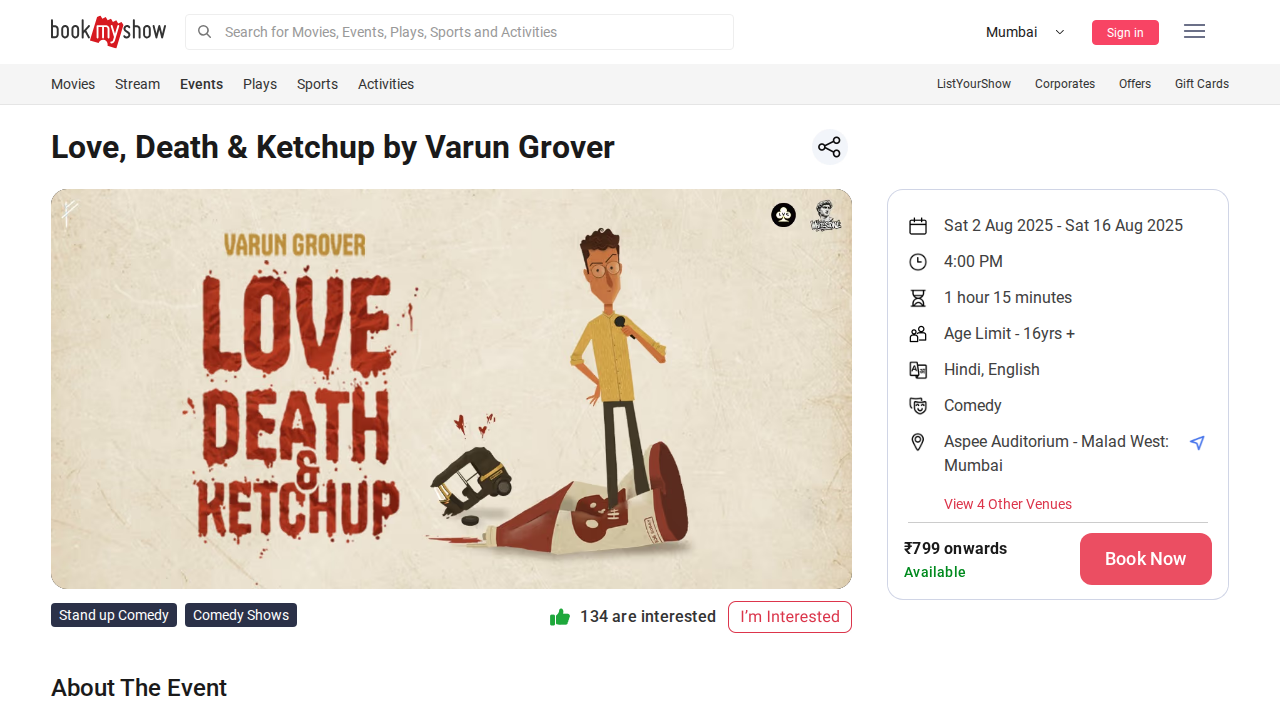 bookmyshow
Search for Movies, Events, Plays, Sports and Activities
Mumbai
Sign in
Movies
Stream
Events
Plays
Sports
Activities
ListYourShow
Corporates
Offers
Gift Cards
Love, Death & Ketchup by Varun Grover
VARUN GROVER
LOVE
DEATH
&
KETCHUP
Sat 2 Aug 2025 - Sat 16 Aug 2025
4:00 PM
1 hour 15 minutes
Age Limit - 16yrs +
Hindi, English
Comedy
Aspee Auditorium - Malad West:
Mumbai
View 4 Other Venues
₹799 onwards
Available
Book Now
Stand up Comedy
Comedy Shows
134 are interested
I’m Interested
About The Event